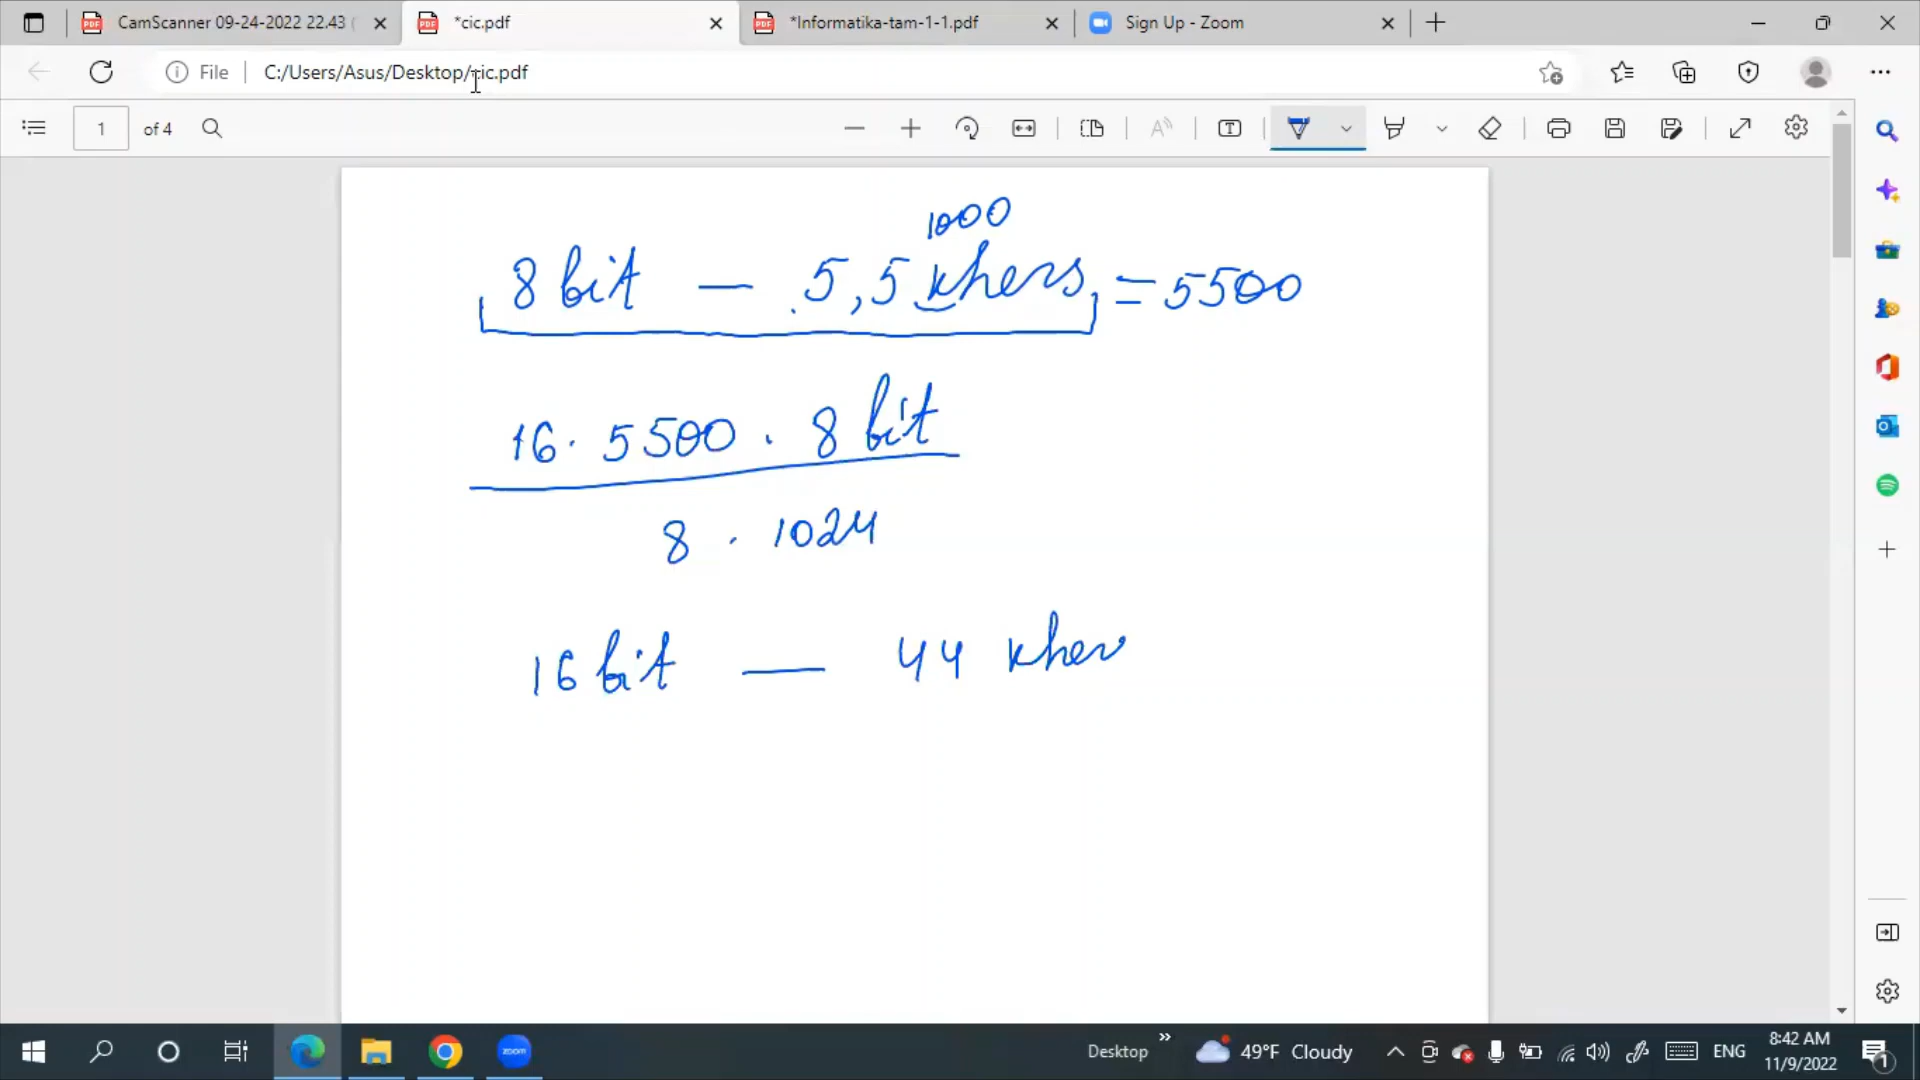 CamScanner 09-24-2022 22.43 (
*cic.pdf
*Informatika-tam-1-1.pdf
Sign Up - Zoom
File
C:/Users/Asus/Desktop/cic.pdf
1 of 4
1000
8 bit — 5,5 khers = 5500
16 · 5500 · 8 bit
8 · 1024
16 bit — 44 kher
zoom
Desktop
49°F Cloudy
ENG
8:42 AM
11/9/2022
1